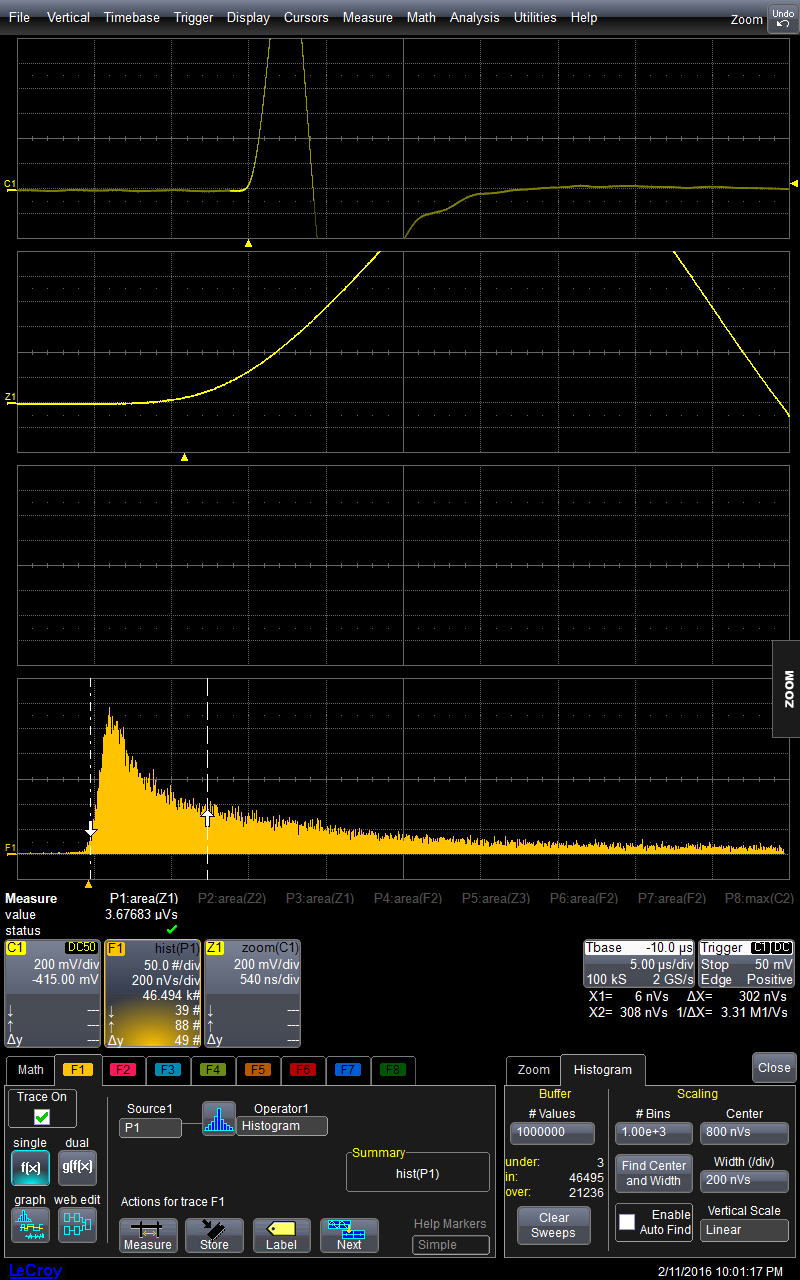 File Vertical Timebase Trigger Display Cursors Measure Math Analysis Utilities Help Zoom Undo
C1
Z1
ZOOM
F1
Measure P1:area(Z1) P2:area(Z2) P3:area(Z1) P4:area(F2) P5:area(Z3) P6:area(F2) P7:area(F2) P8:max(C2)
value 3.67683 µVs
status
C1 DC50
200 mV/div
-415.00 mV
↓ ---
↑ ---
Δy ---
F1 hist(P1)
50.0 #/div
200 nVs/div
46.494 k#
↓ 39 #
↑ 88 #
Δy 49 #
Z1 zoom(C1)
200 mV/div
540 ns/div
---
---
---
Tbase -10.0 µs
5.00 µs/div
100 kS 2 GS/s
Trigger C1 DC
Stop 50 mV
Edge Positive
X1= 6 nVs ΔX= 302 nVs
X2= 308 nVs 1/ΔX= 3.31 M1/Vs
Math F1 F2 F3 F4 F5 F6 F7 F8
Trace On
single dual
f(x) g(f(x))
graph web edit
Source1
P1
Operator1
Histogram
Summary
hist(P1)
Actions for trace F1
Measure Store Label Next
Help Markers
Simple
Zoom Histogram Close
Buffer
# Values
1000000
under: 3
in: 46495
over: 21236
Clear
Sweeps
Scaling
# Bins
1.00e+3
Center
800 nVs
Find Center
and Width
Width (/div)
200 nVs
Enable
Auto Find
Vertical Scale
Linear
LeCroy 2/11/2016 10:01:17 PM